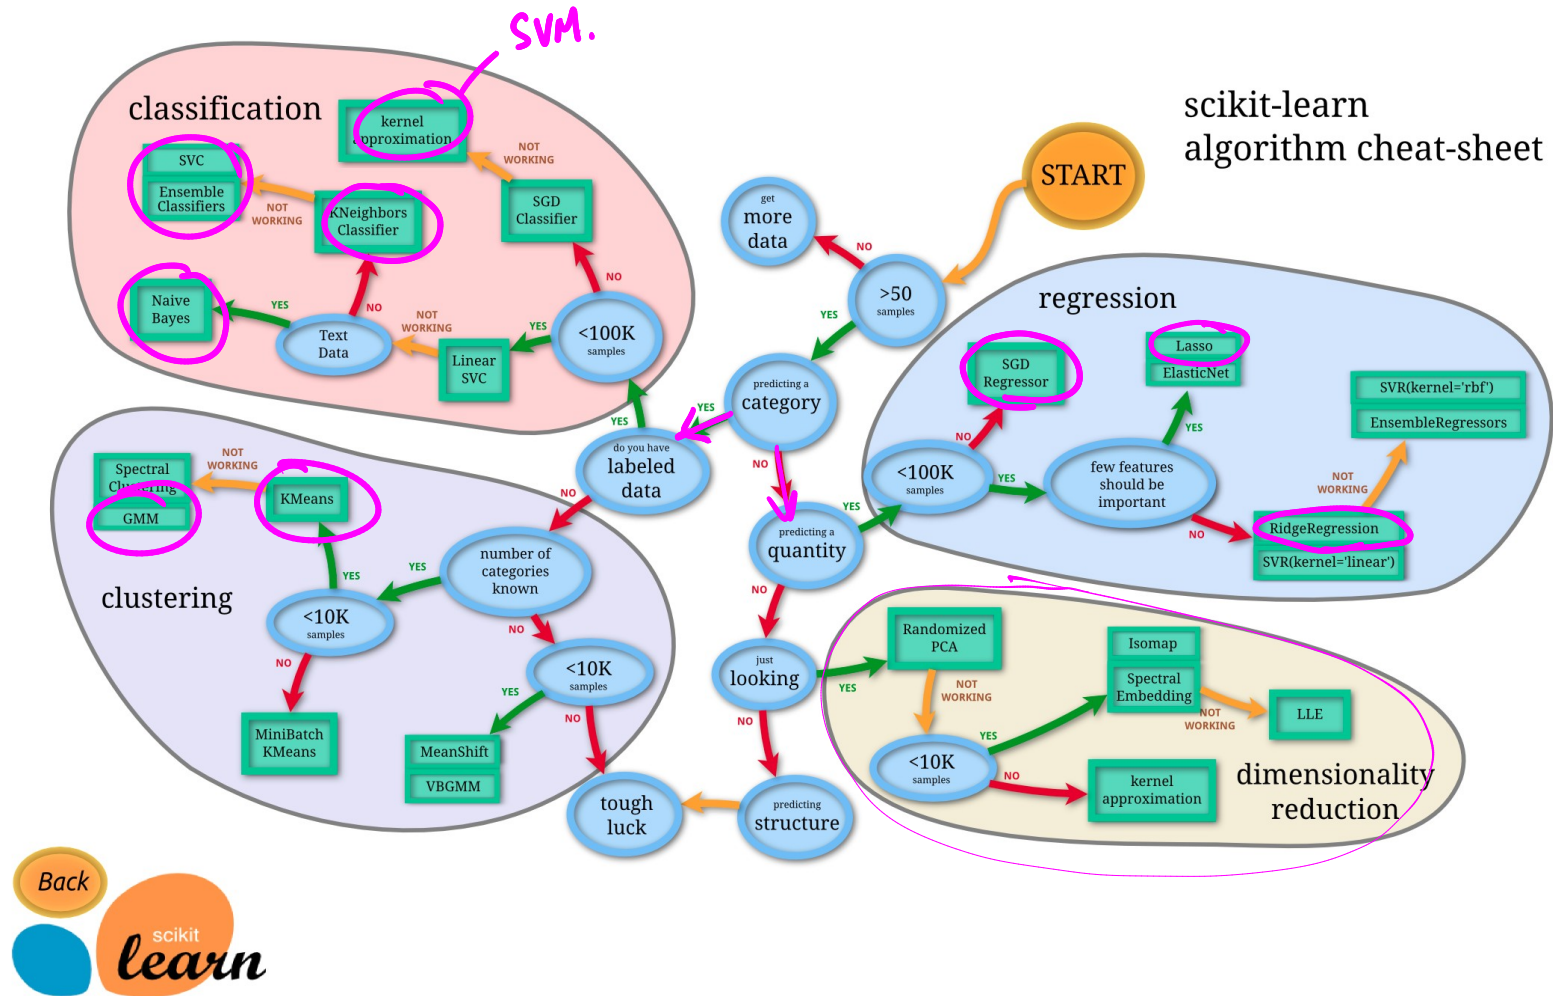 SVM.
scikit-learn
algorithm cheat-sheet
START
classification
kernel
approximation
NOT
WORKING
SVC
Ensemble
Classifiers
NOT
WORKING
KNeighbors
Classifier
SGD
Classifier
NO
Naive
Bayes
YES
Text
Data
NO
NOT
WORKING
Linear
SVC
YES
<100K
samples
YES
get
more
data
NO
>50
samples
YES
predicting a
category
YES
do you have
labeled
data
NO
NO
predicting a
quantity
YES
NO
just
looking
YES
NO
predicting
structure
tough
luck
regression
SGD
Regressor
Lasso
ElasticNet
SVR(kernel='rbf')
EnsembleRegressors
NO
<100K
samples
YES
few features
should be
important
YES
NOT
WORKING
NO
RidgeRegression
SVR(kernel='linear')
clustering
Spectral
Clustering
GMM
NOT
WORKING
KMeans
YES
number of
categories
known
YES
<10K
samples
NO
NO
<10K
samples
YES
NO
MiniBatch
KMeans
MeanShift
VBGMM
dimensionality
reduction
Randomized
PCA
NOT
WORKING
Isomap
Spectral
Embedding
NOT
WORKING
LLE
YES
<10K
samples
NO
kernel
approximation
Back
scikit
learn